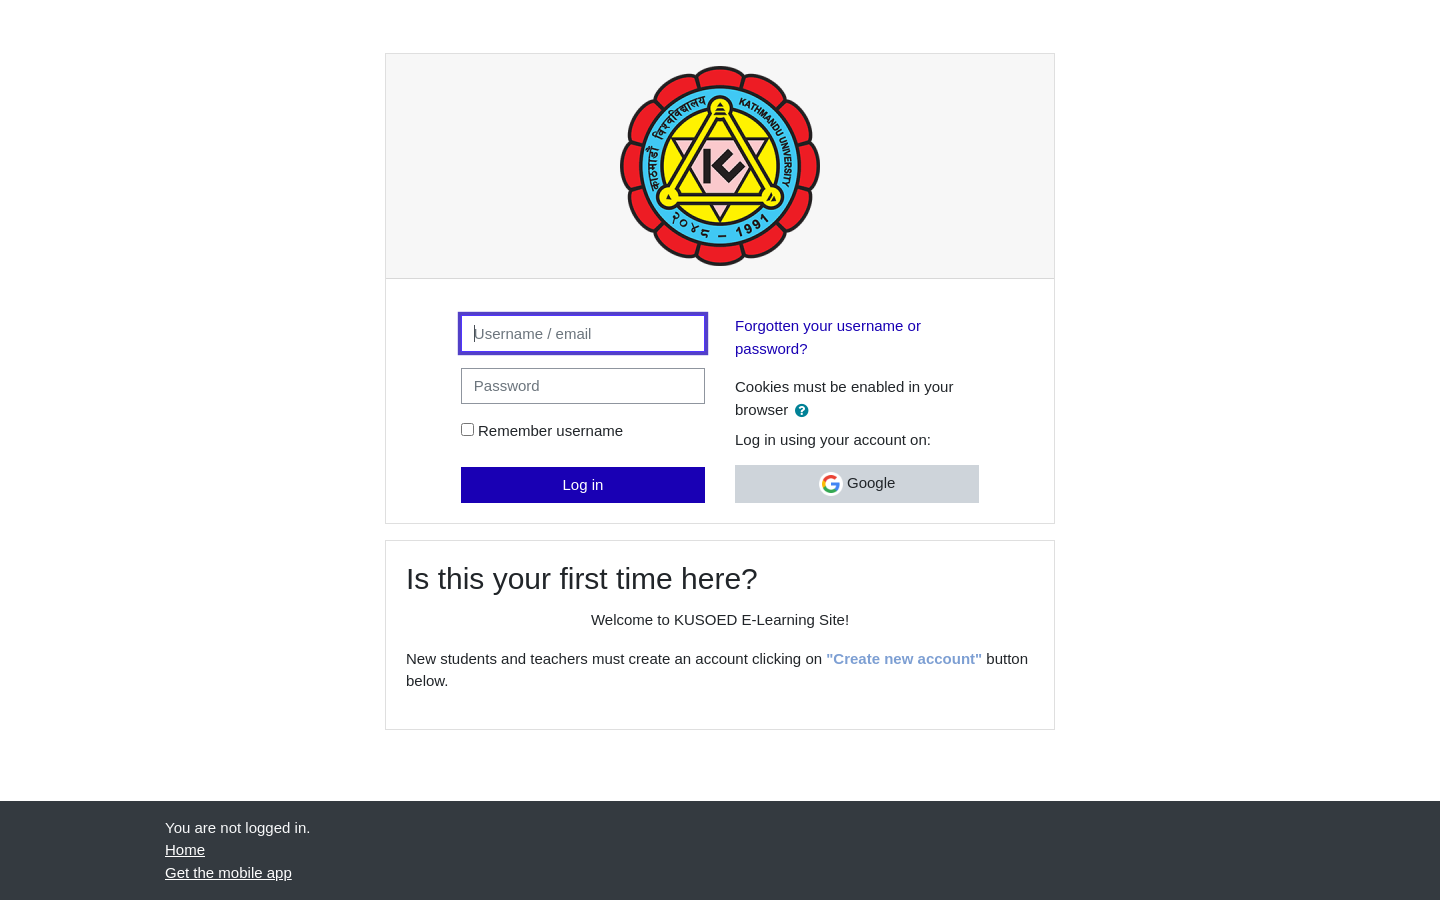 काठमाडौं विश्वविद्यालय
KATHMANDU UNIVERSITY
२०४८ – 1991
Username / email
Forgotten your username or
password?
Password
Cookies must be enabled in your
browser
Remember username
Log in using your account on:
Log in
Google
Is this your first time here?
Welcome to KUSOED E-Learning Site!
New students and teachers must create an account clicking on "Create new account" button
below.
You are not logged in.
Home
Get the mobile app